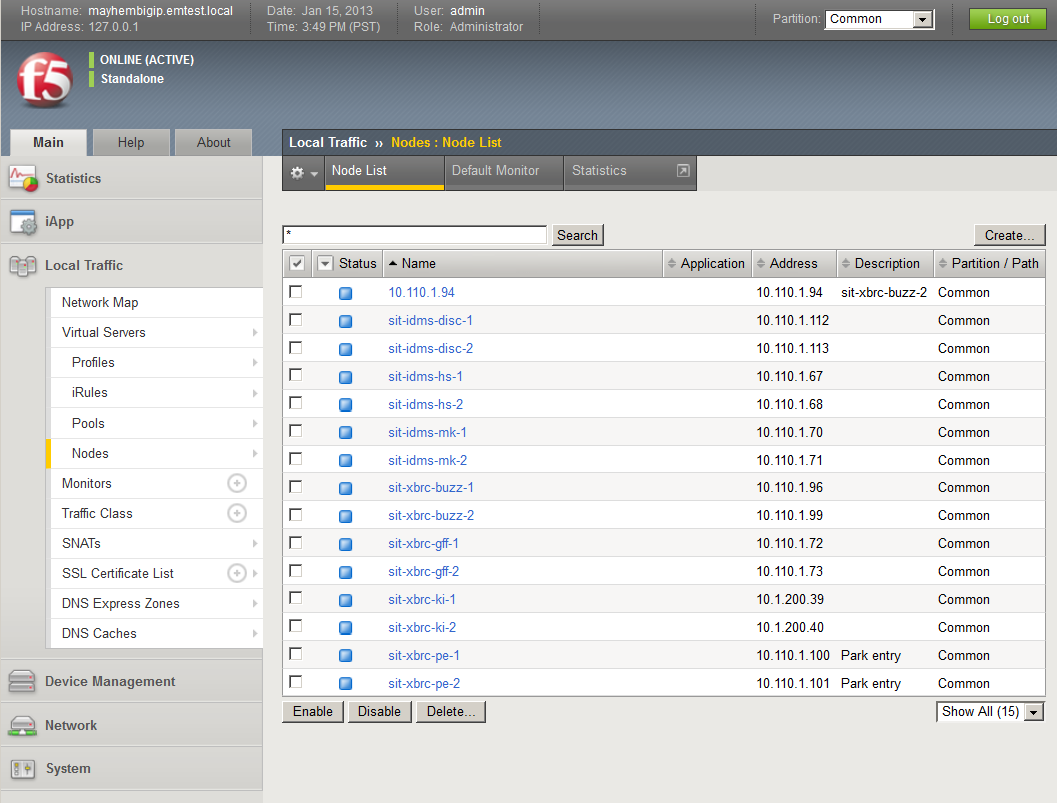 Hostname: mayhembigip.emtest.local Date: Jan 15, 2013 User: admin
IP Address: 127.0.0.1 Time: 3:49 PM (PST) Role: Administrator
Partition: Common Log out
f5
ONLINE (ACTIVE)
Standalone
Main Help About
Local Traffic ›› Nodes : Node List
Node List Default Monitor Statistics
Statistics
iApp
Local Traffic
Network Map
Virtual Servers
Profiles
iRules
Pools
Nodes
Monitors
Traffic Class
SNATs
SSL Certificate List
DNS Express Zones
DNS Caches
Device Management
Network
System
* Search Create...
Status Name Application Address Description Partition / Path
10.110.1.94 10.110.1.94 sit-xbrc-buzz-2 Common
sit-idms-disc-1 10.110.1.112 Common
sit-idms-disc-2 10.110.1.113 Common
sit-idms-hs-1 10.110.1.67 Common
sit-idms-hs-2 10.110.1.68 Common
sit-idms-mk-1 10.110.1.70 Common
sit-idms-mk-2 10.110.1.71 Common
sit-xbrc-buzz-1 10.110.1.96 Common
sit-xbrc-buzz-2 10.110.1.99 Common
sit-xbrc-gff-1 10.110.1.72 Common
sit-xbrc-gff-2 10.110.1.73 Common
sit-xbrc-ki-1 10.1.200.39 Common
sit-xbrc-ki-2 10.1.200.40 Common
sit-xbrc-pe-1 10.110.1.100 Park entry Common
sit-xbrc-pe-2 10.110.1.101 Park entry Common
Enable Disable Delete... Show All (15)